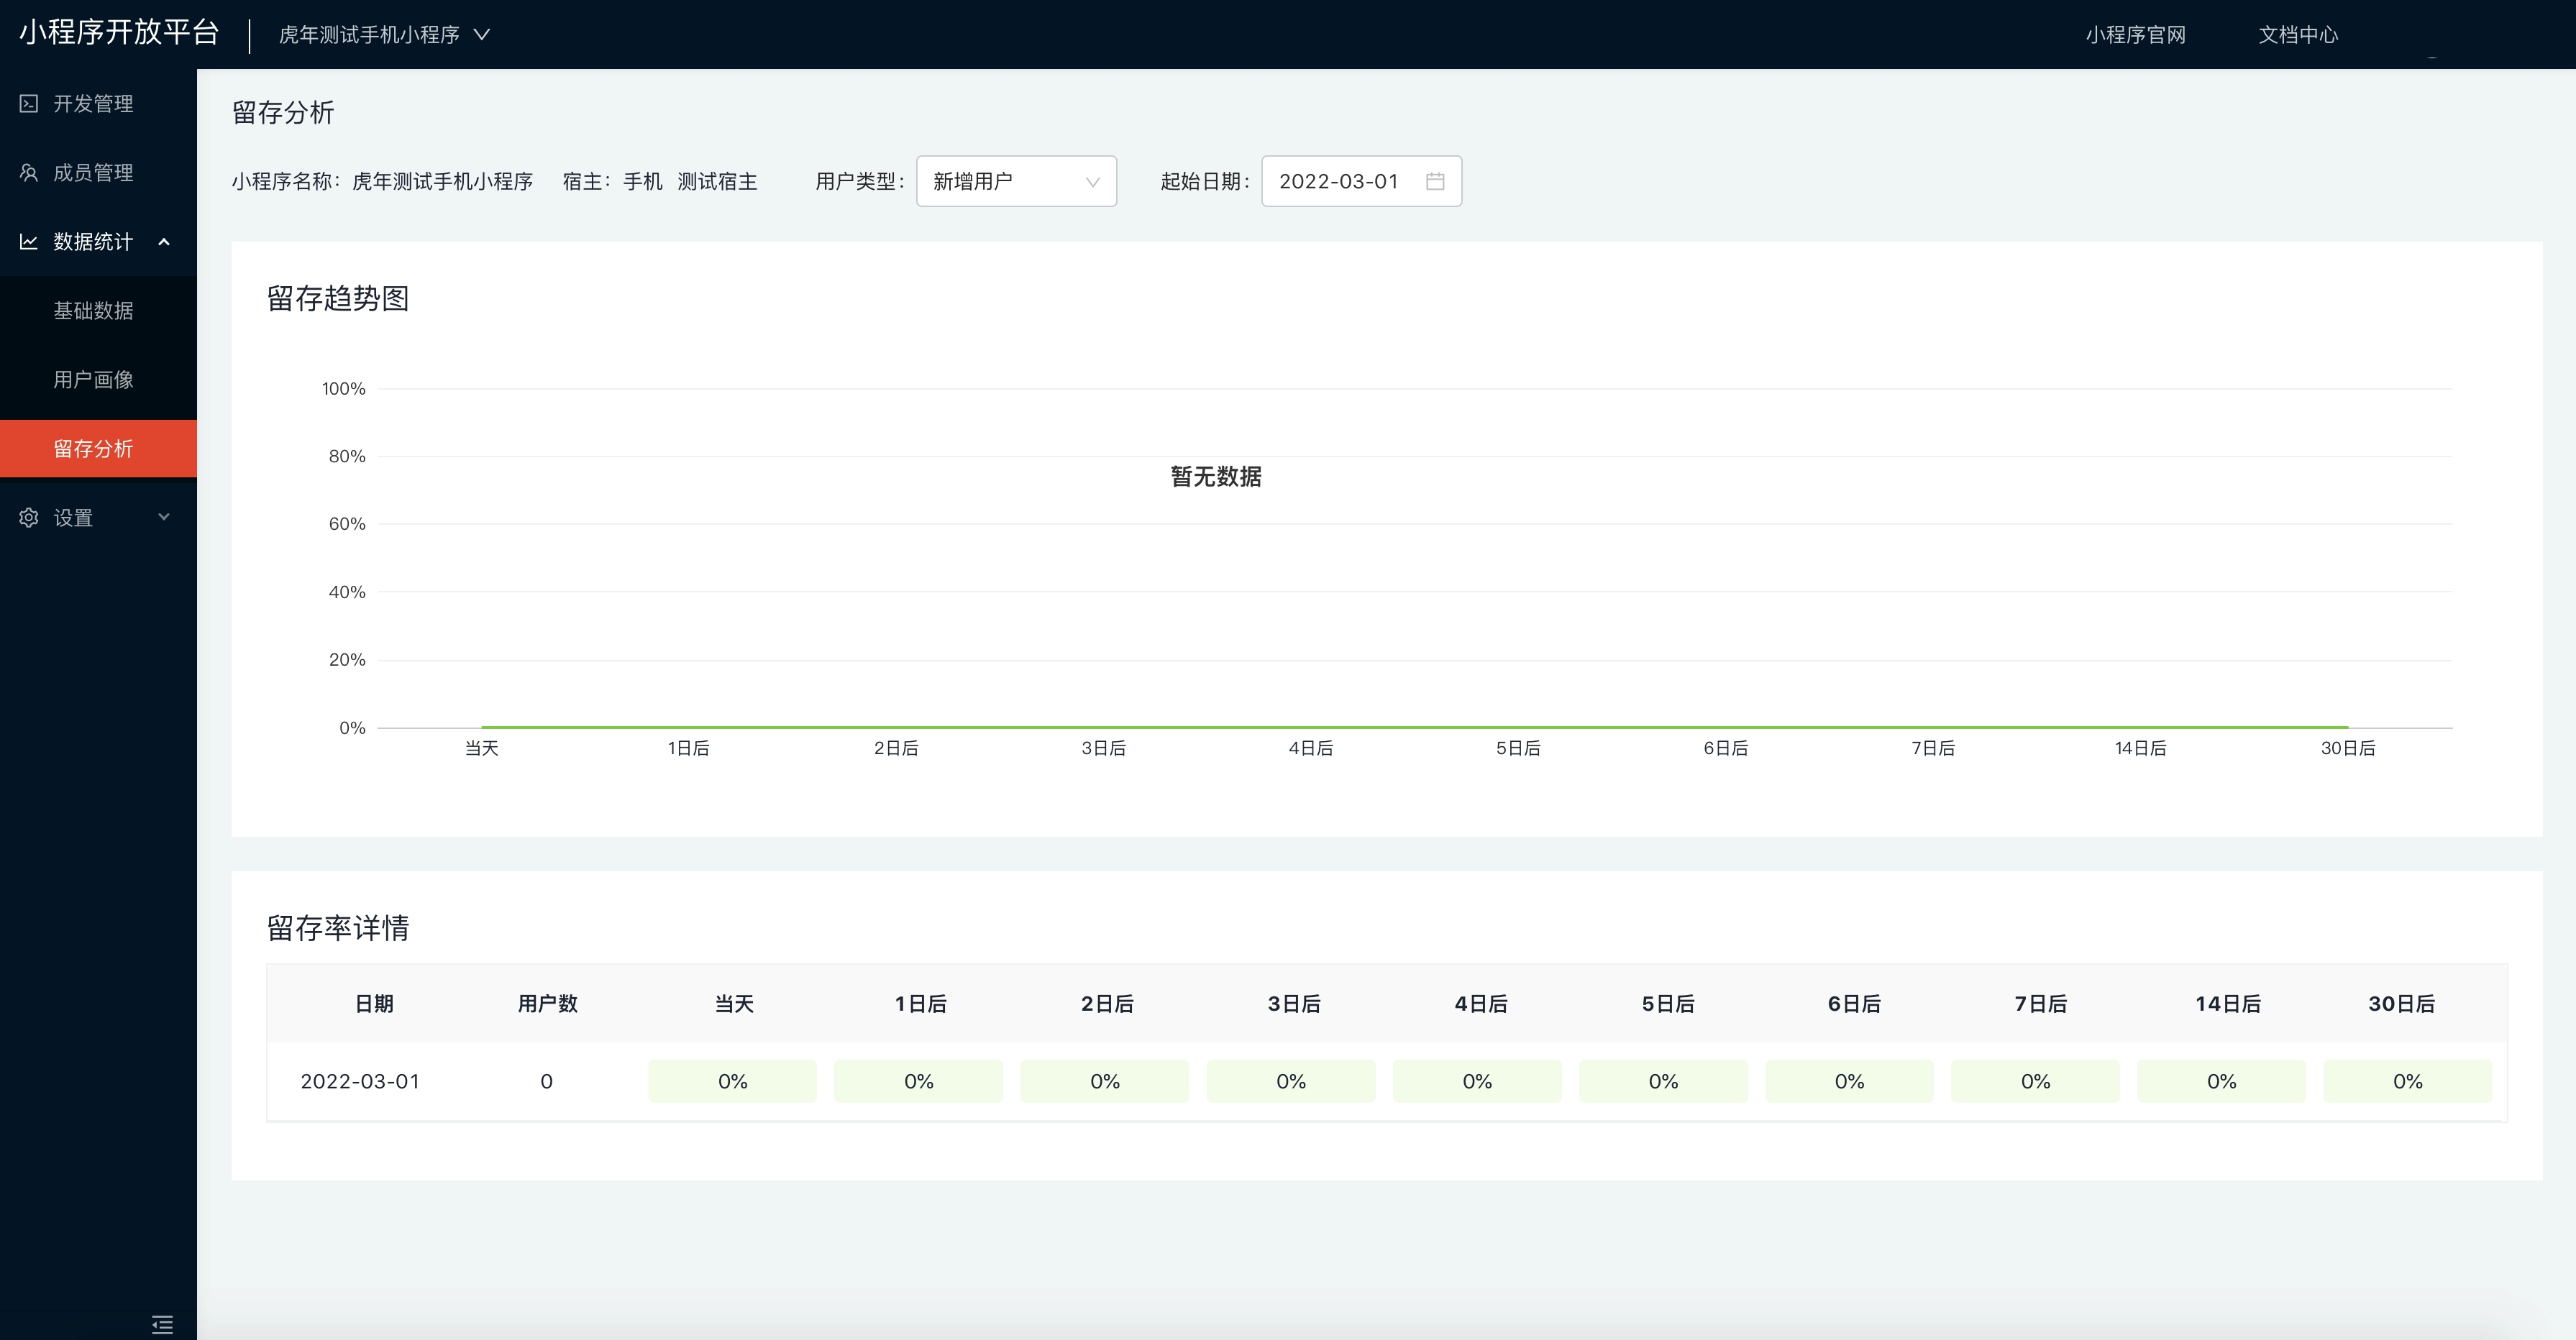 小程序开放平台
虎年测试手机小程序
小程序官网
文档中心
开发管理
成员管理
数据统计
基础数据
用户画像
留存分析
设置
留存分析
小程序名称：虎年测试手机小程序 宿主：手机 测试宿主 用户类型： 新增用户 起始日期： 2022-03-01
留存趋势图
100%
80%
暂无数据
60%
40%
20%
0%
当天 1日后 2日后 3日后 4日后 5日后 6日后 7日后 14日后 30日后
留存率详情
日期 用户数 当天 1日后 2日后 3日后 4日后 5日后 6日后 7日后 14日后 30日后
2022-03-01 0 0% 0% 0% 0% 0% 0% 0% 0% 0% 0%